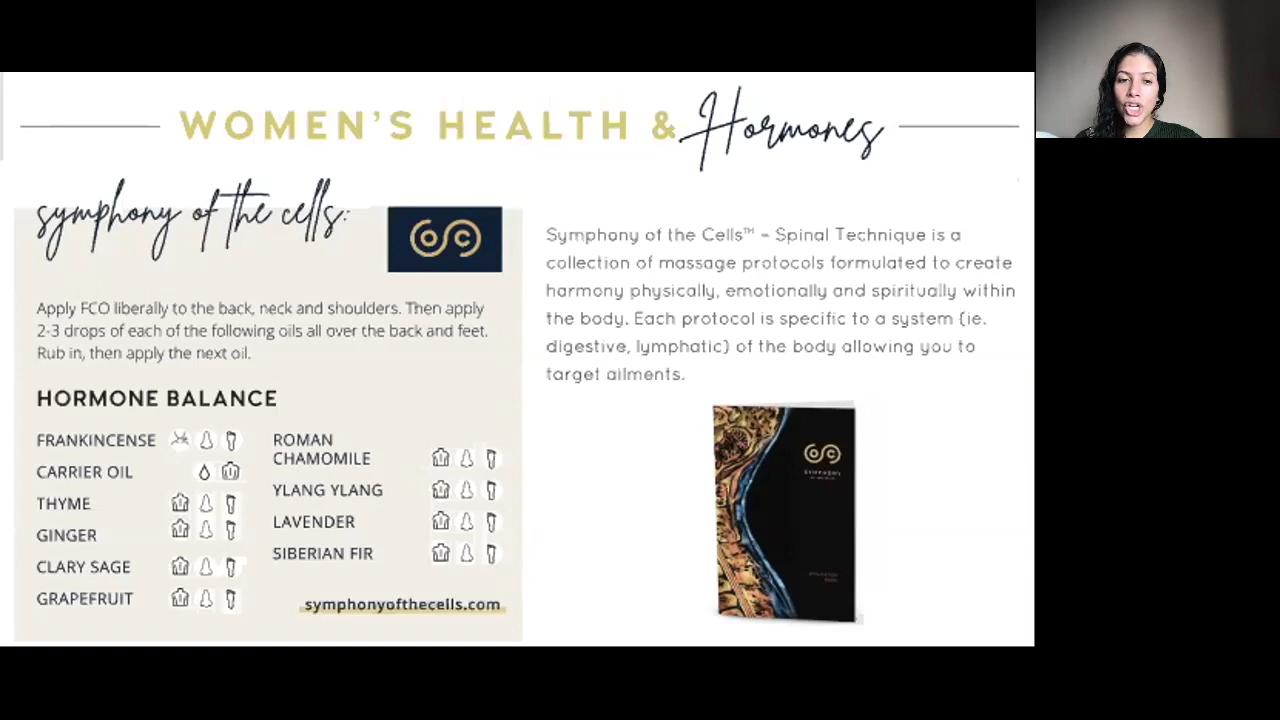 WOMEN'S HEALTH & Hormones
symphony of the cells:
Apply FCO liberally to the back, neck and shoulders. Then apply
2-3 drops of each of the following oils all over the back and feet.
Rub in, then apply the next oil.
HORMONE BALANCE
FRANKINCENSE
CARRIER OIL
THYME
GINGER
CLARY SAGE
GRAPEFRUIT
ROMAN
CHAMOMILE
YLANG YLANG
LAVENDER
SIBERIAN FIR
symphonyofthecells.com
Symphony of the Cells™ – Spinal Technique is a
collection of massage protocols formulated to create
harmony physically, emotionally and spiritually within
the body. Each protocol is specific to a system (ie.
digestive, lymphatic) of the body allowing you to
target ailments.